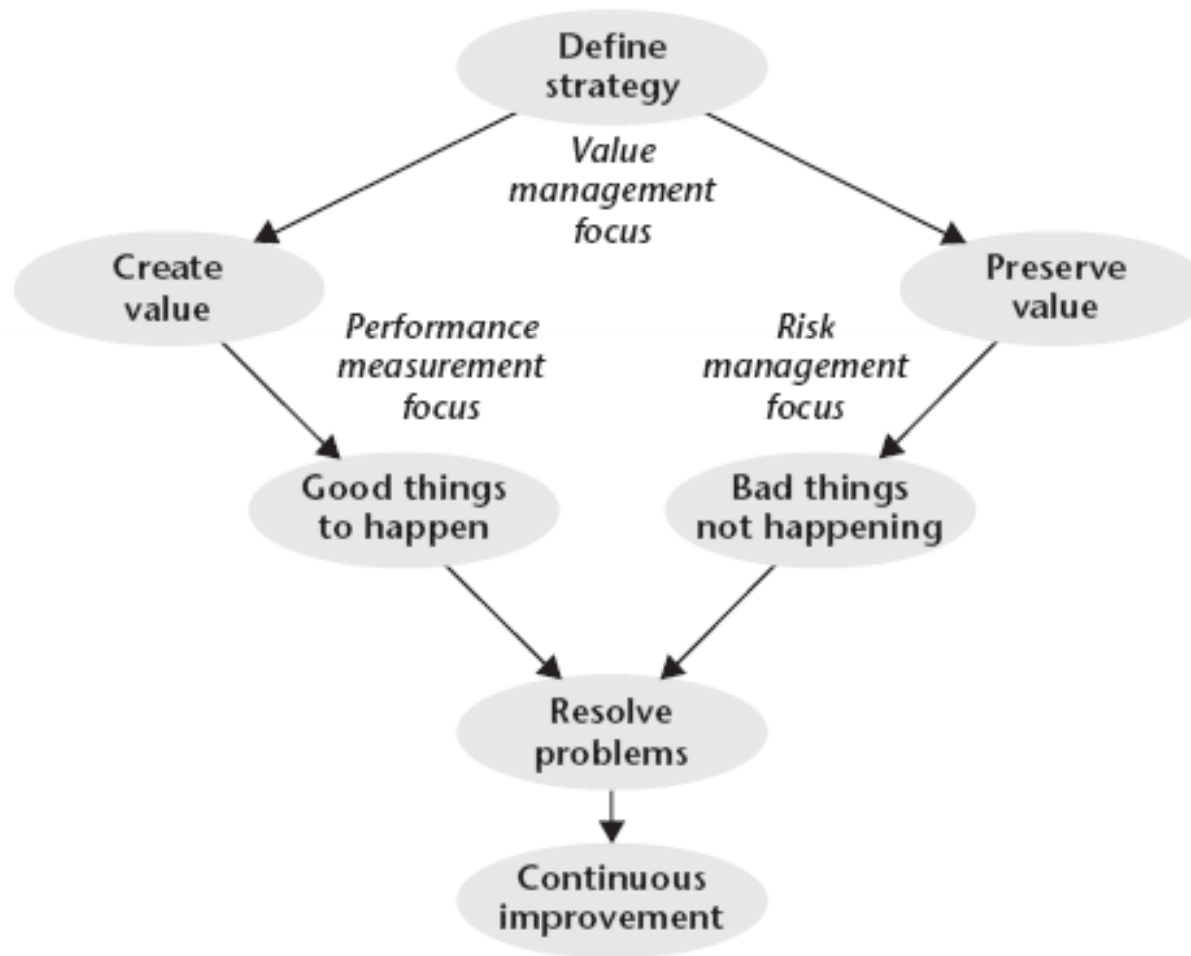 Define
strategy
Value
management
focus
Create
value
Preserve
value
Performance
measurement
focus
Risk
management
focus
Good things
to happen
Bad things
not happening
Resolve
problems
Continuous
improvement